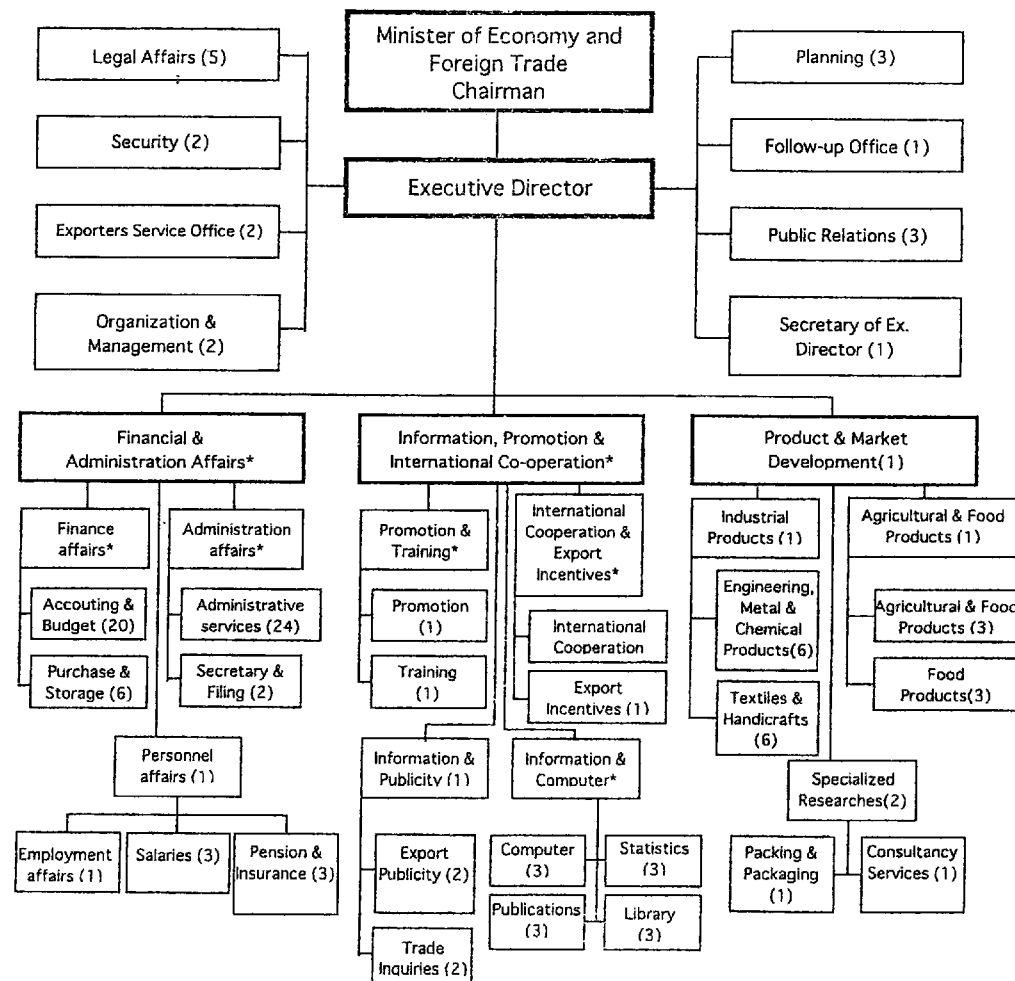 Minister of Economy and
Foreign Trade
Chairman
Legal Affairs (5)
Planning (3)
Security (2)
Follow-up Office (1)
Executive Director
Exporters Service Office (2)
Public Relations (3)
Organization &
Management (2)
Secretary of Ex.
Director (1)
Financial &
Administration Affairs*
Information, Promotion &
International Co-operation*
Product & Market
Development(1)
Finance
affairs*
Administration
affairs*
Accouting &
Budget (20)
Administrative
services (24)
Purchase &
Storage (6)
Secretary &
Filing (2)
Personnel
affairs (1)
Employment
affairs (1)
Salaries (3)
Pension &
Insurance (3)
Promotion &
Training*
International
Cooperation &
Export
Incentives*
Promotion
(1)
International
Cooperation
Training
(1)
Export
Incentives (1)
Information &
Publicity (1)
Information &
Computer*
Export
Publicity (2)
Trade
Inquiries (2)
Computer
(3)
Statistics
(3)
Publications
(3)
Library
(3)
Industrial
Products (1)
Agricultural & Food
Products (1)
Engineering,
Metal &
Chemical
Products(6)
Agricultural & Food
Products (3)
Textiles &
Handicrafts
(6)
Food
Products(3)
Specialized
Researches(2)
Packing &
Packaging
(1)
Consultancy
Services (1)